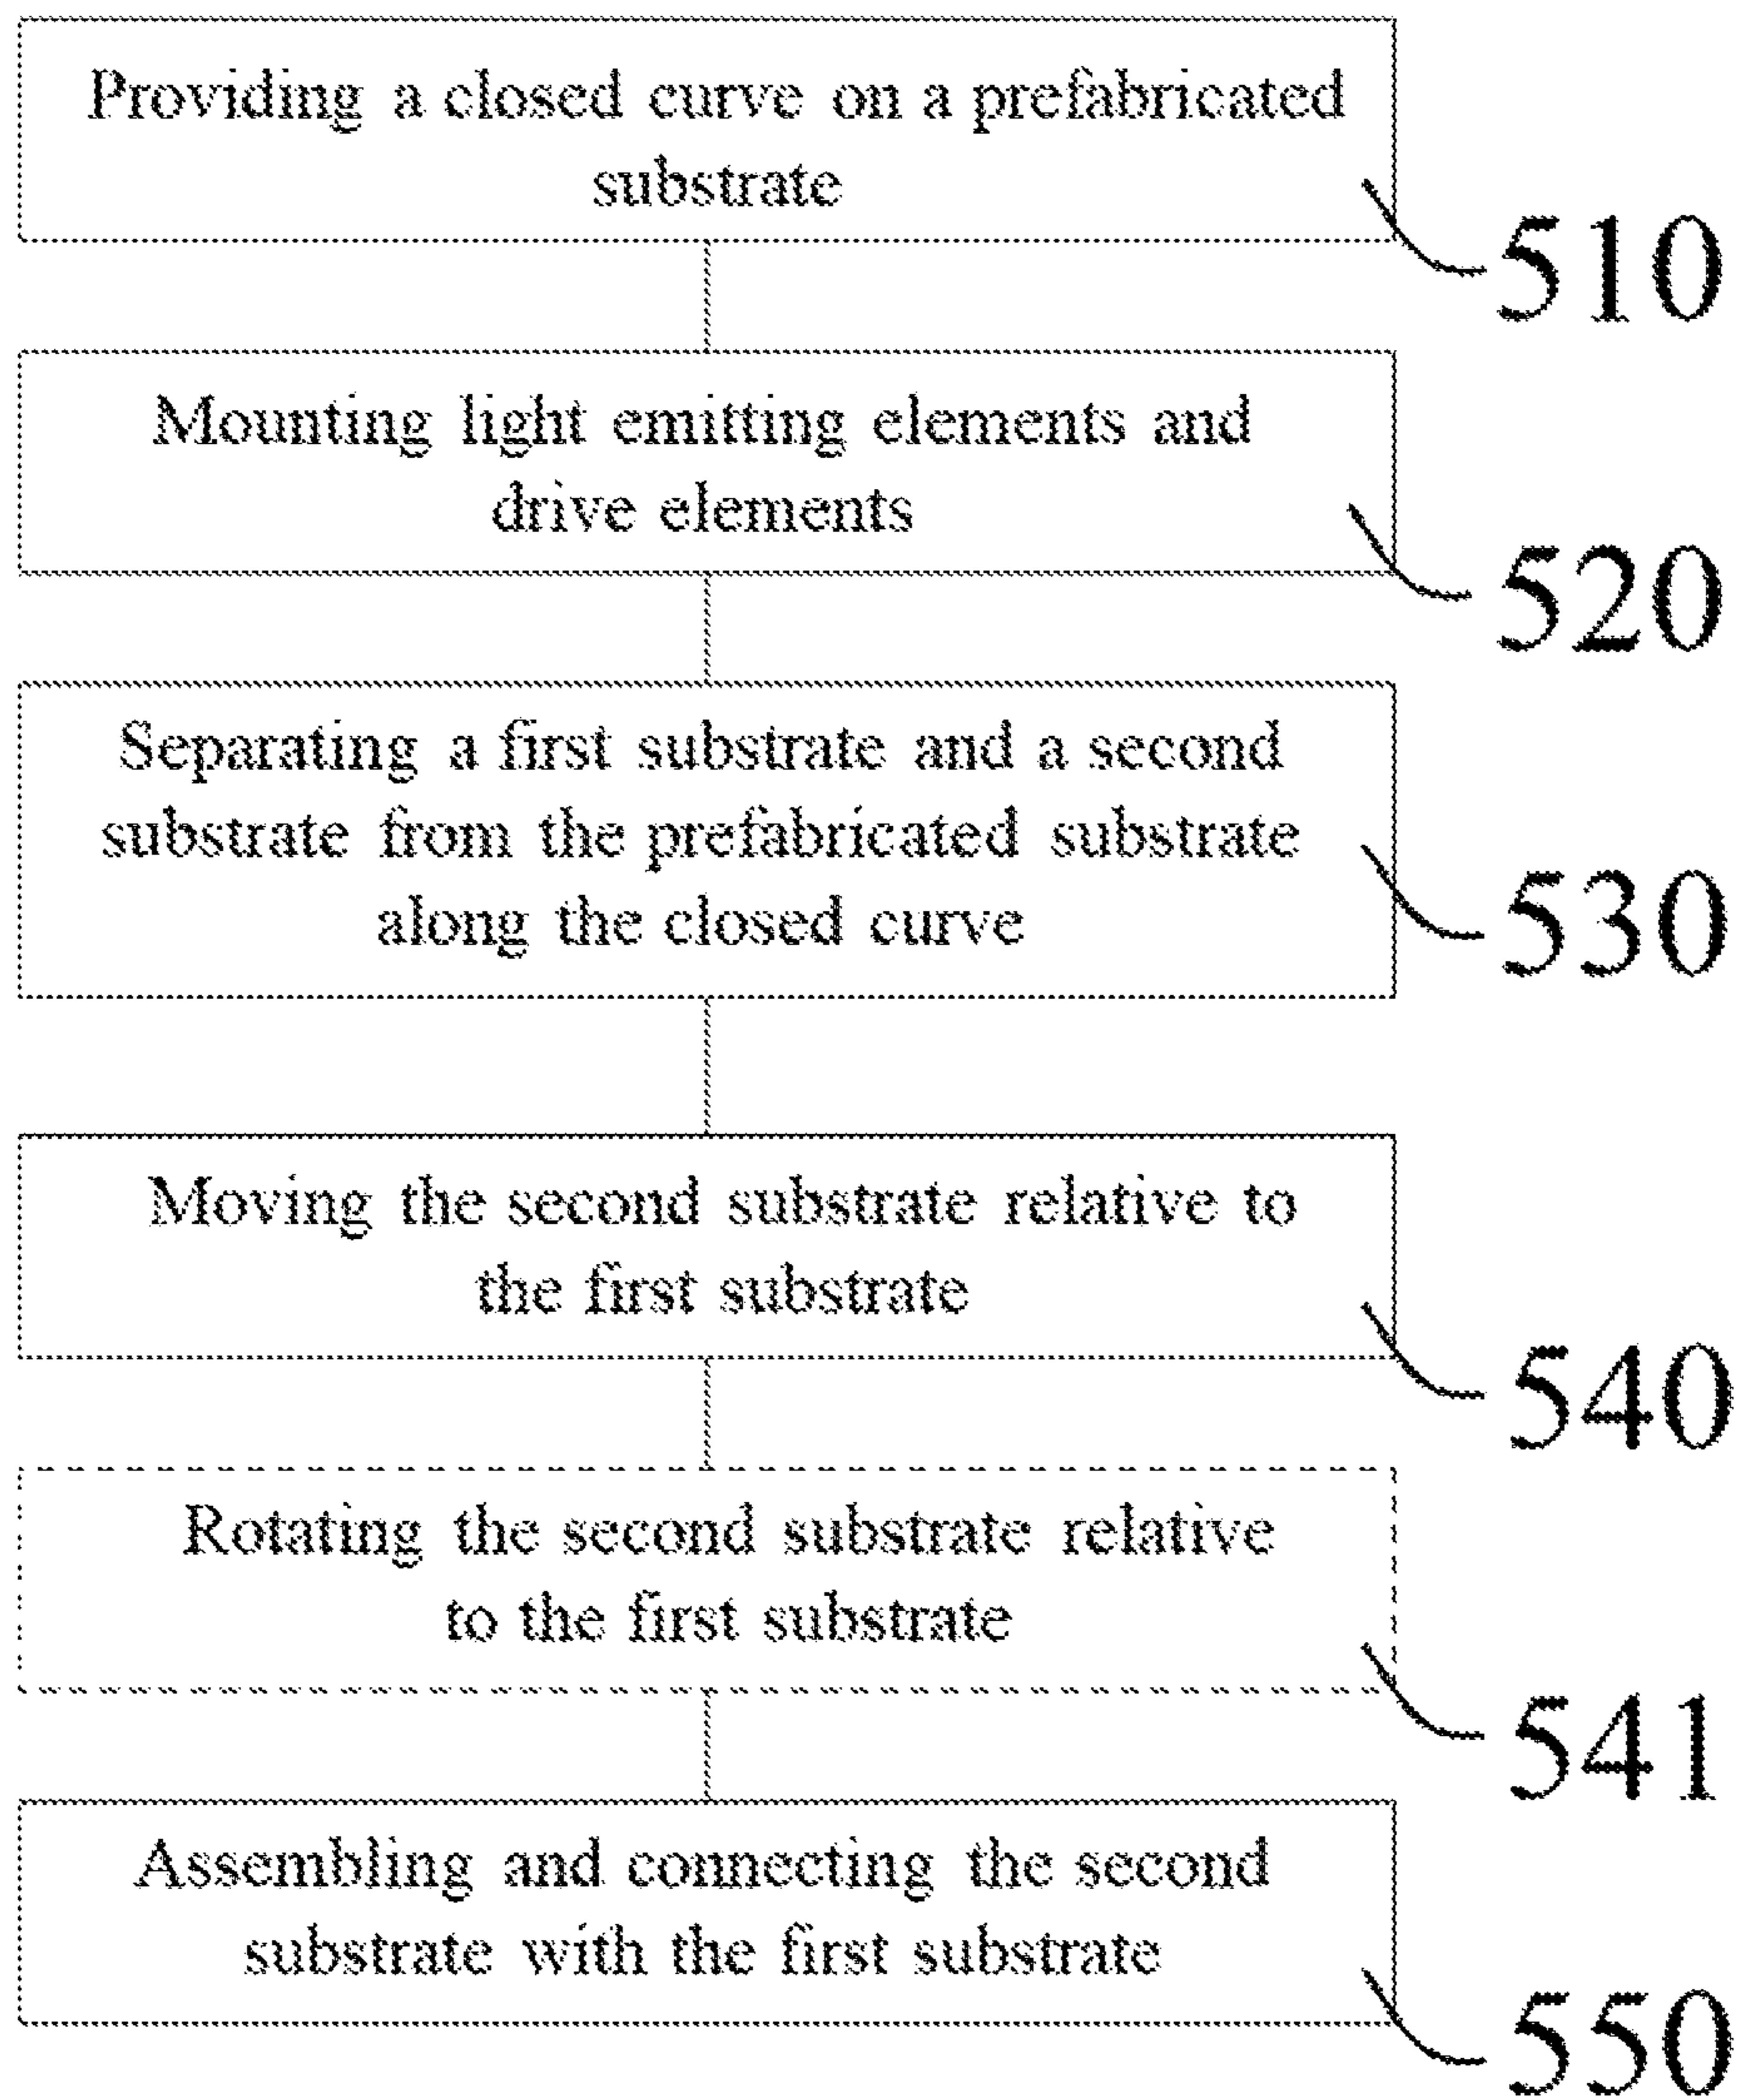 Providing a closed curve on a prefabricated
substrate
510
Mounting light emitting elements and
drive elements
520
Separating a first substrate and a second
substrate from the prefabricated substrate
along the closed curve
530
Moving the second substrate relative to
the first substrate
540
Rotating the second substrate relative
to the first substrate
541
Assembling and connecting the second
substrate with the first substrate
550